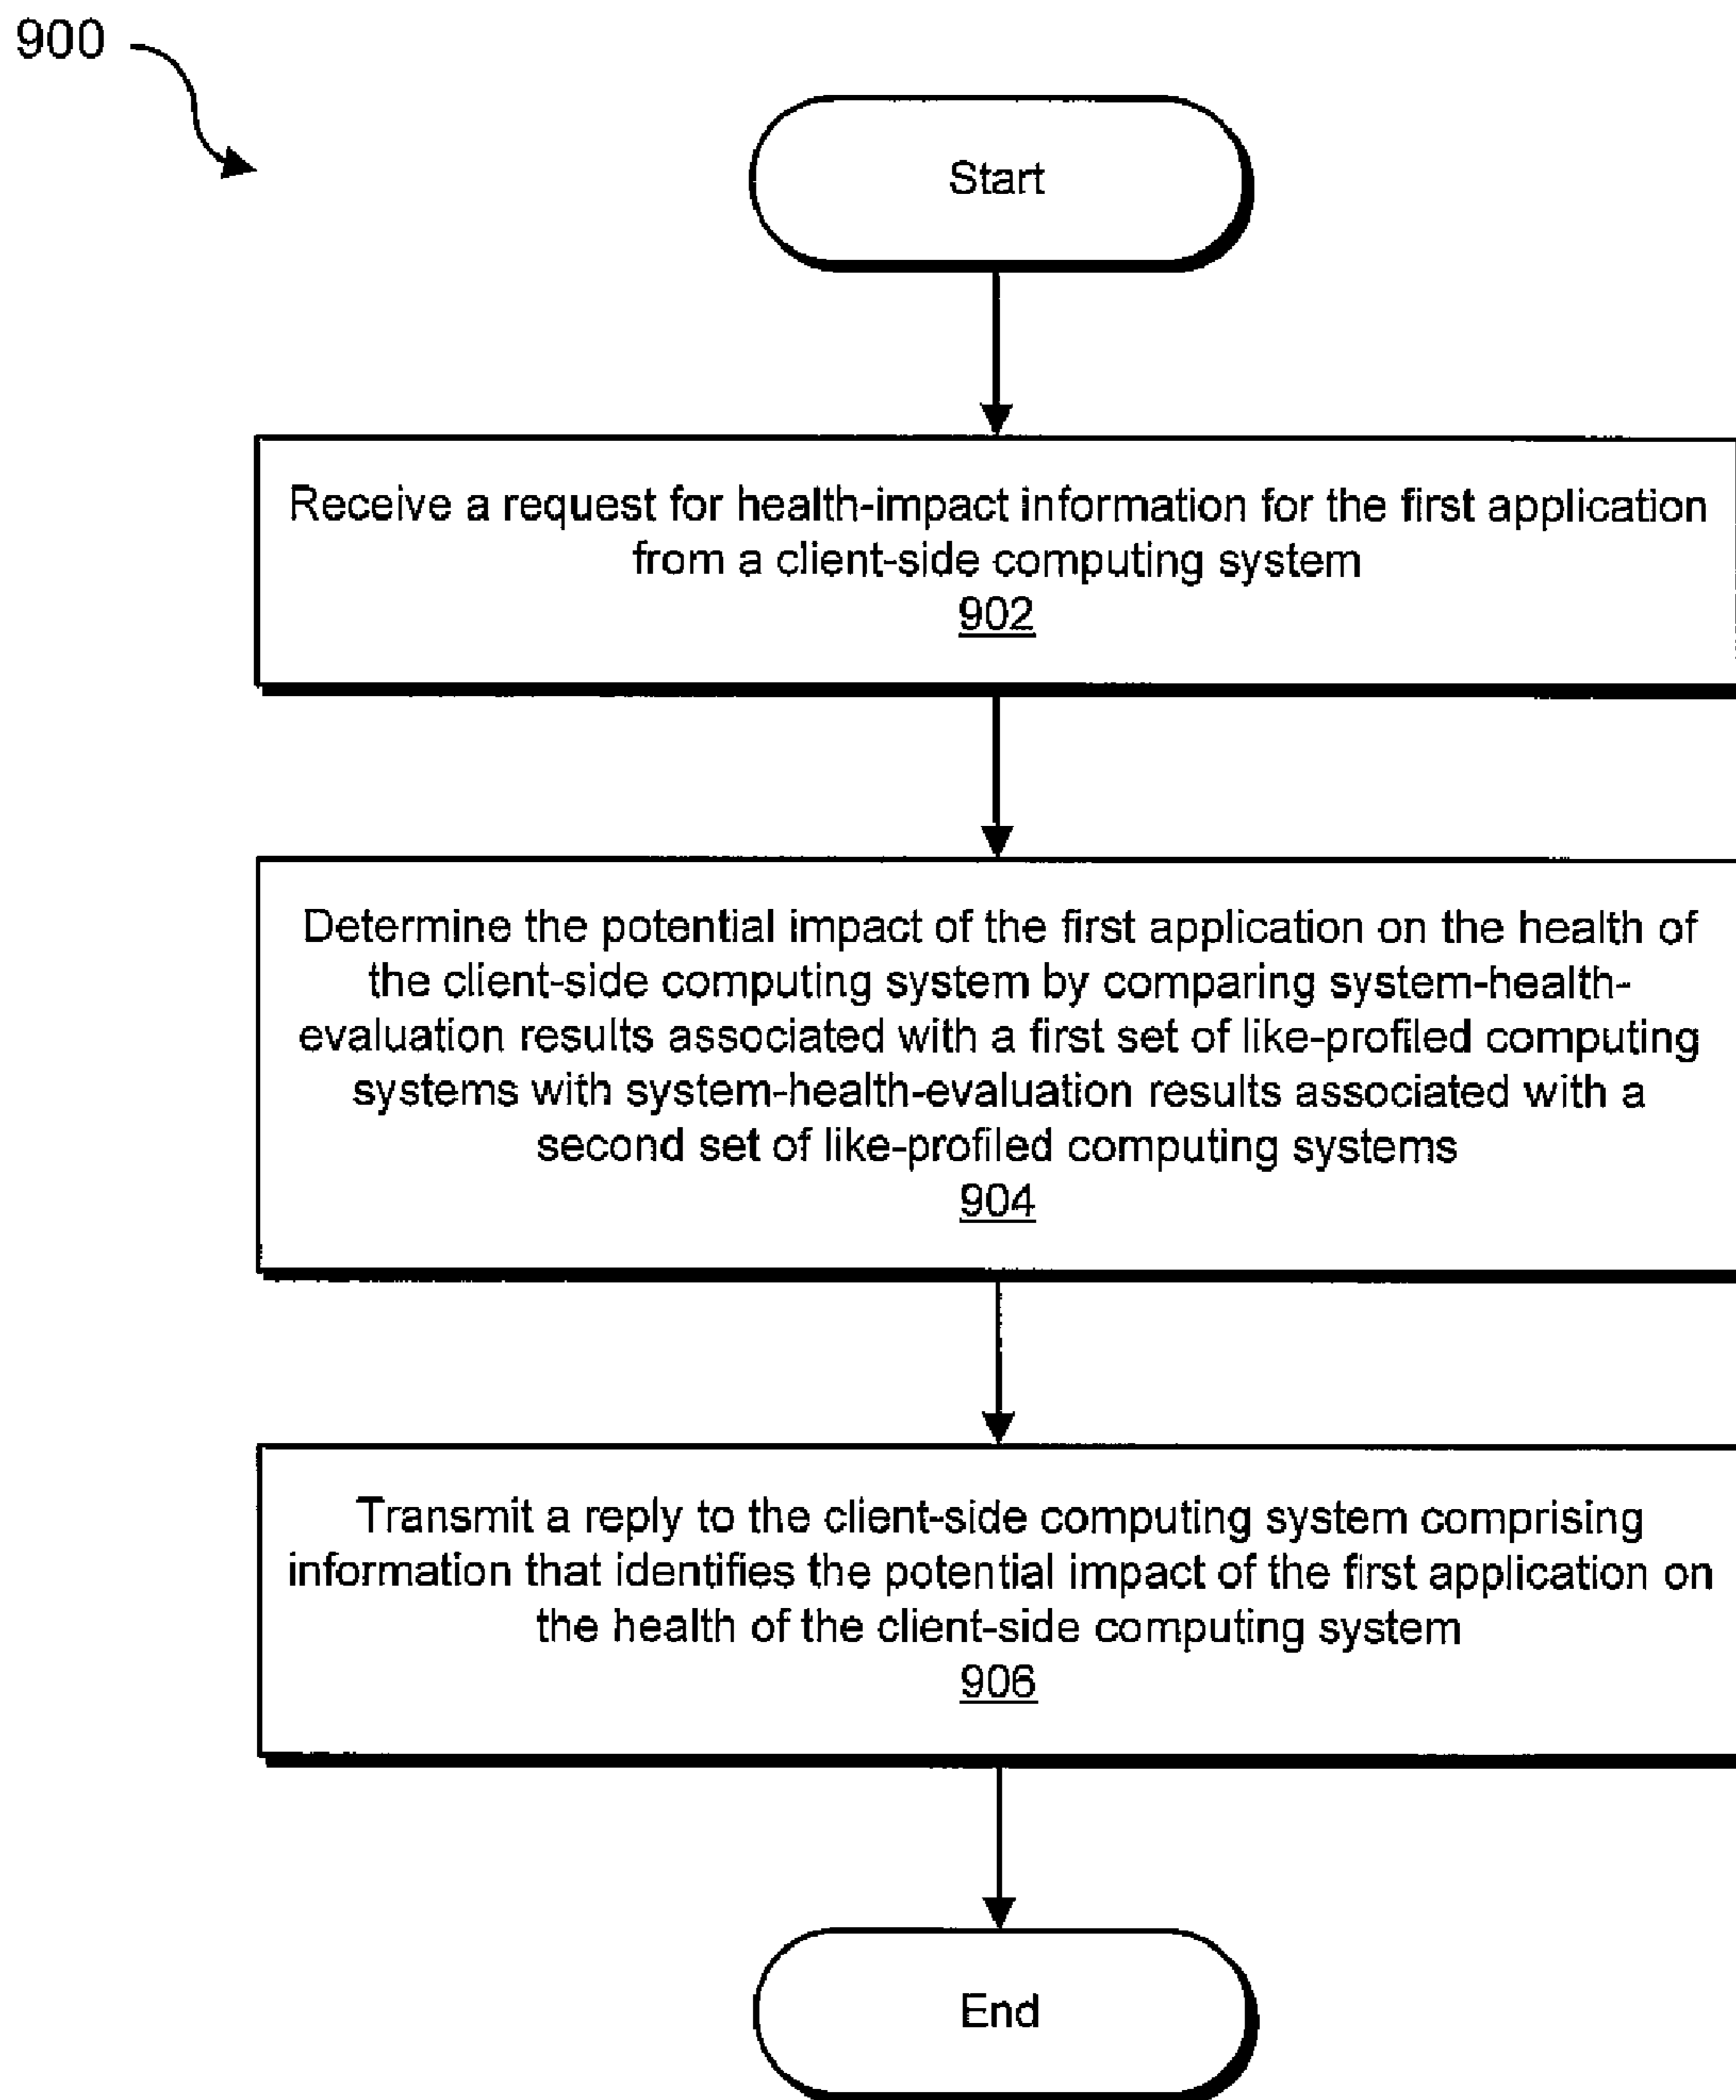 900
Start
Receive a request for health-impact information for the first application
from a client-side computing system
902
Determine the potential impact of the first application on the health of
the client-side computing system by comparing system-health-
evaluation results associated with a first set of like-profiled computing
systems with system-health-evaluation results associated with a
second set of like-profiled computing systems
904
Transmit a reply to the client-side computing system comprising
information that identifies the potential impact of the first application on
the health of the client-side computing system
906
End